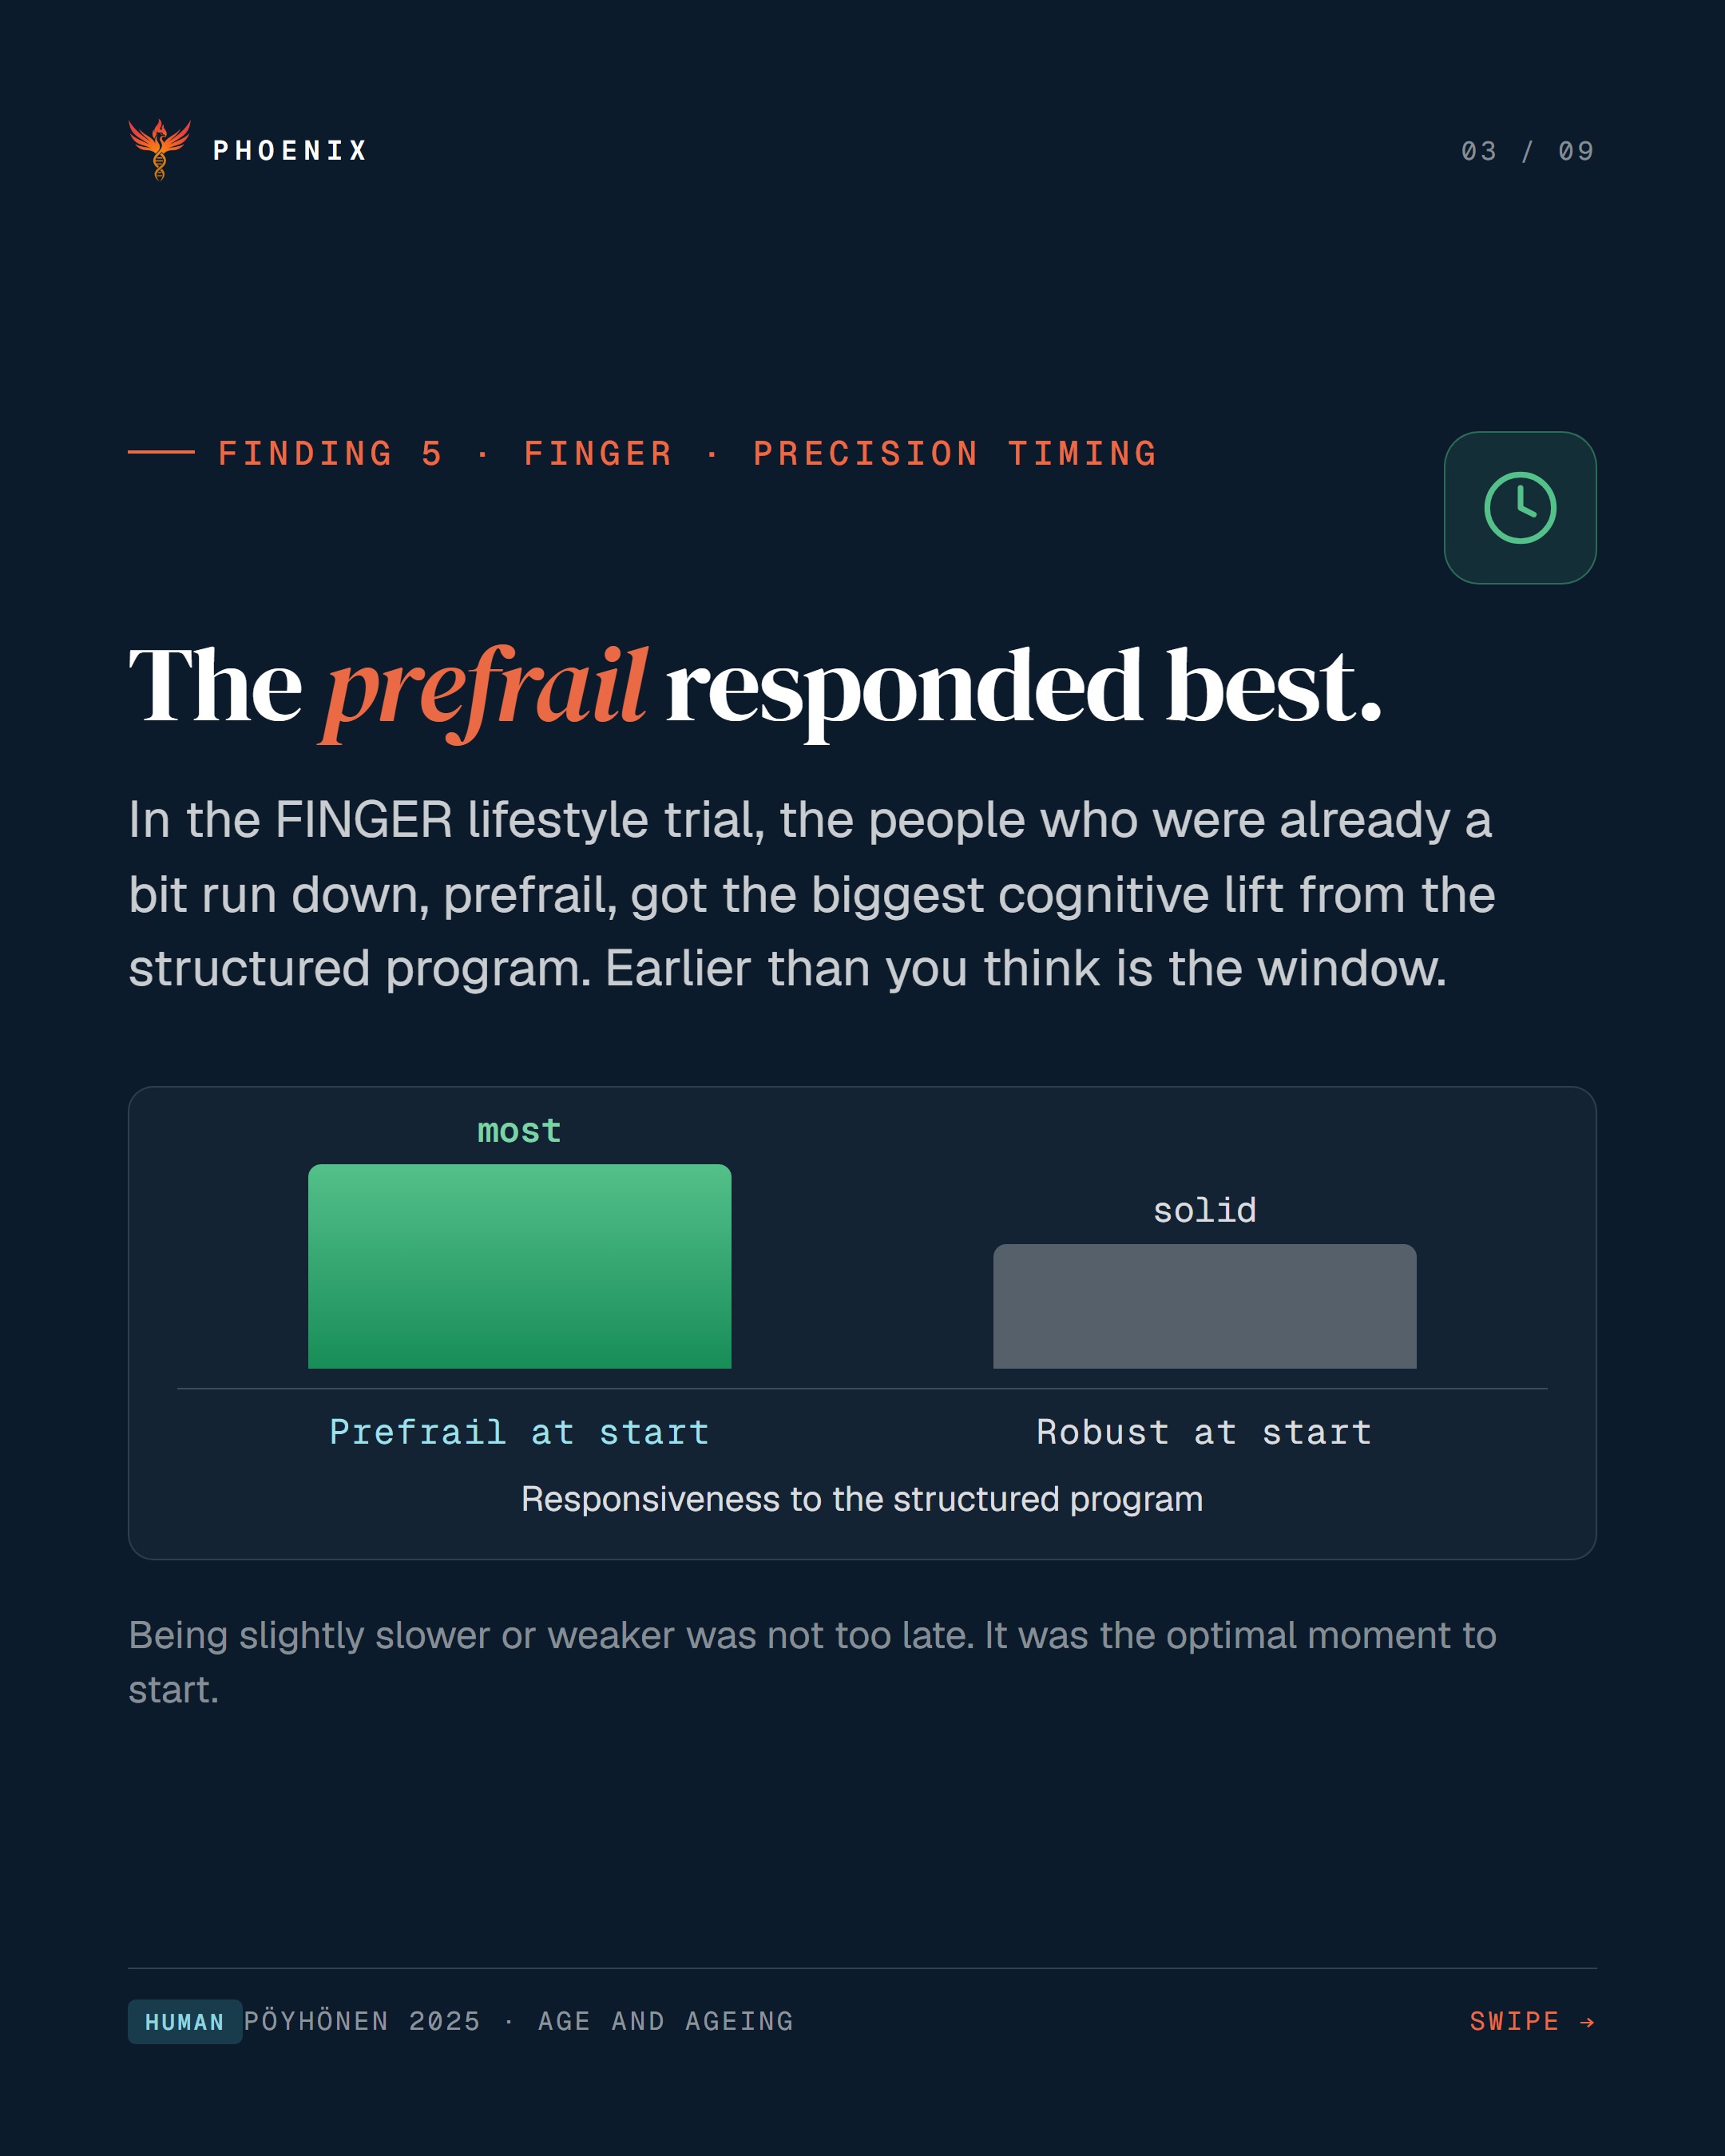 PHOENIX
03 / 09
FINDING 5 · FINGER · PRECISION TIMING
The prefrail responded best.
In the FINGER lifestyle trial, the people who were already a
bit run down, prefrail, got the biggest cognitive lift from the
structured program. Earlier than you think is the window.
most
solid
Prefrail at start
Robust at start
Responsiveness to the structured program
Being slightly slower or weaker was not too late. It was the optimal moment to
start.
HUMAN PÖYHÖNEN 2025 · AGE AND AGEING
SWIPE →